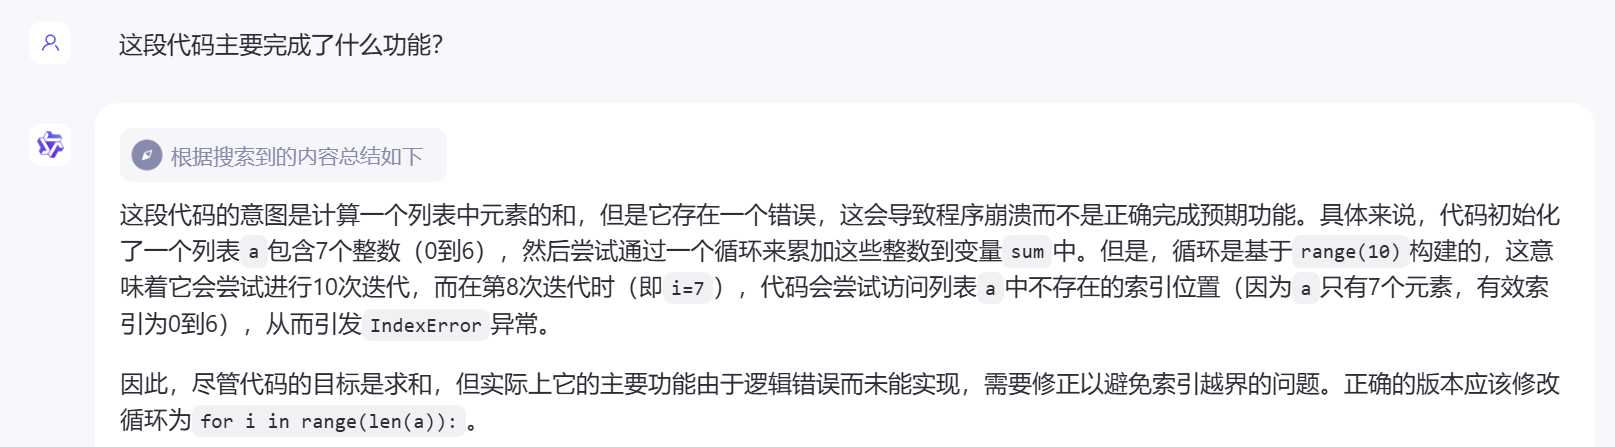 这段代码主要完成了什么功能？
根据搜索到的内容总结如下
这段代码的意图是计算一个列表中元素的和，但是它存在一个错误，这会导致程序崩溃而不是正确完成预期功能。具体来说，代码初始化
了一个列表 a 包含7个整数（0到6），然后尝试通过一个循环来累加这些整数到变量 sum 中。但是，循环是基于 range(10) 构建的，这意
味着它会尝试进行10次迭代，而在第8次迭代时（即 i=7 ），代码会尝试访问列表 a 中不存在的索引位置（因为 a 只有7个元素，有效索
引为0到6），从而引发 IndexError 异常。
因此，尽管代码的目标是求和，但实际上它的主要功能由于逻辑错误而未能实现，需要修正以避免索引越界的问题。正确的版本应该修改
循环为 for i in range(len(a)): 。